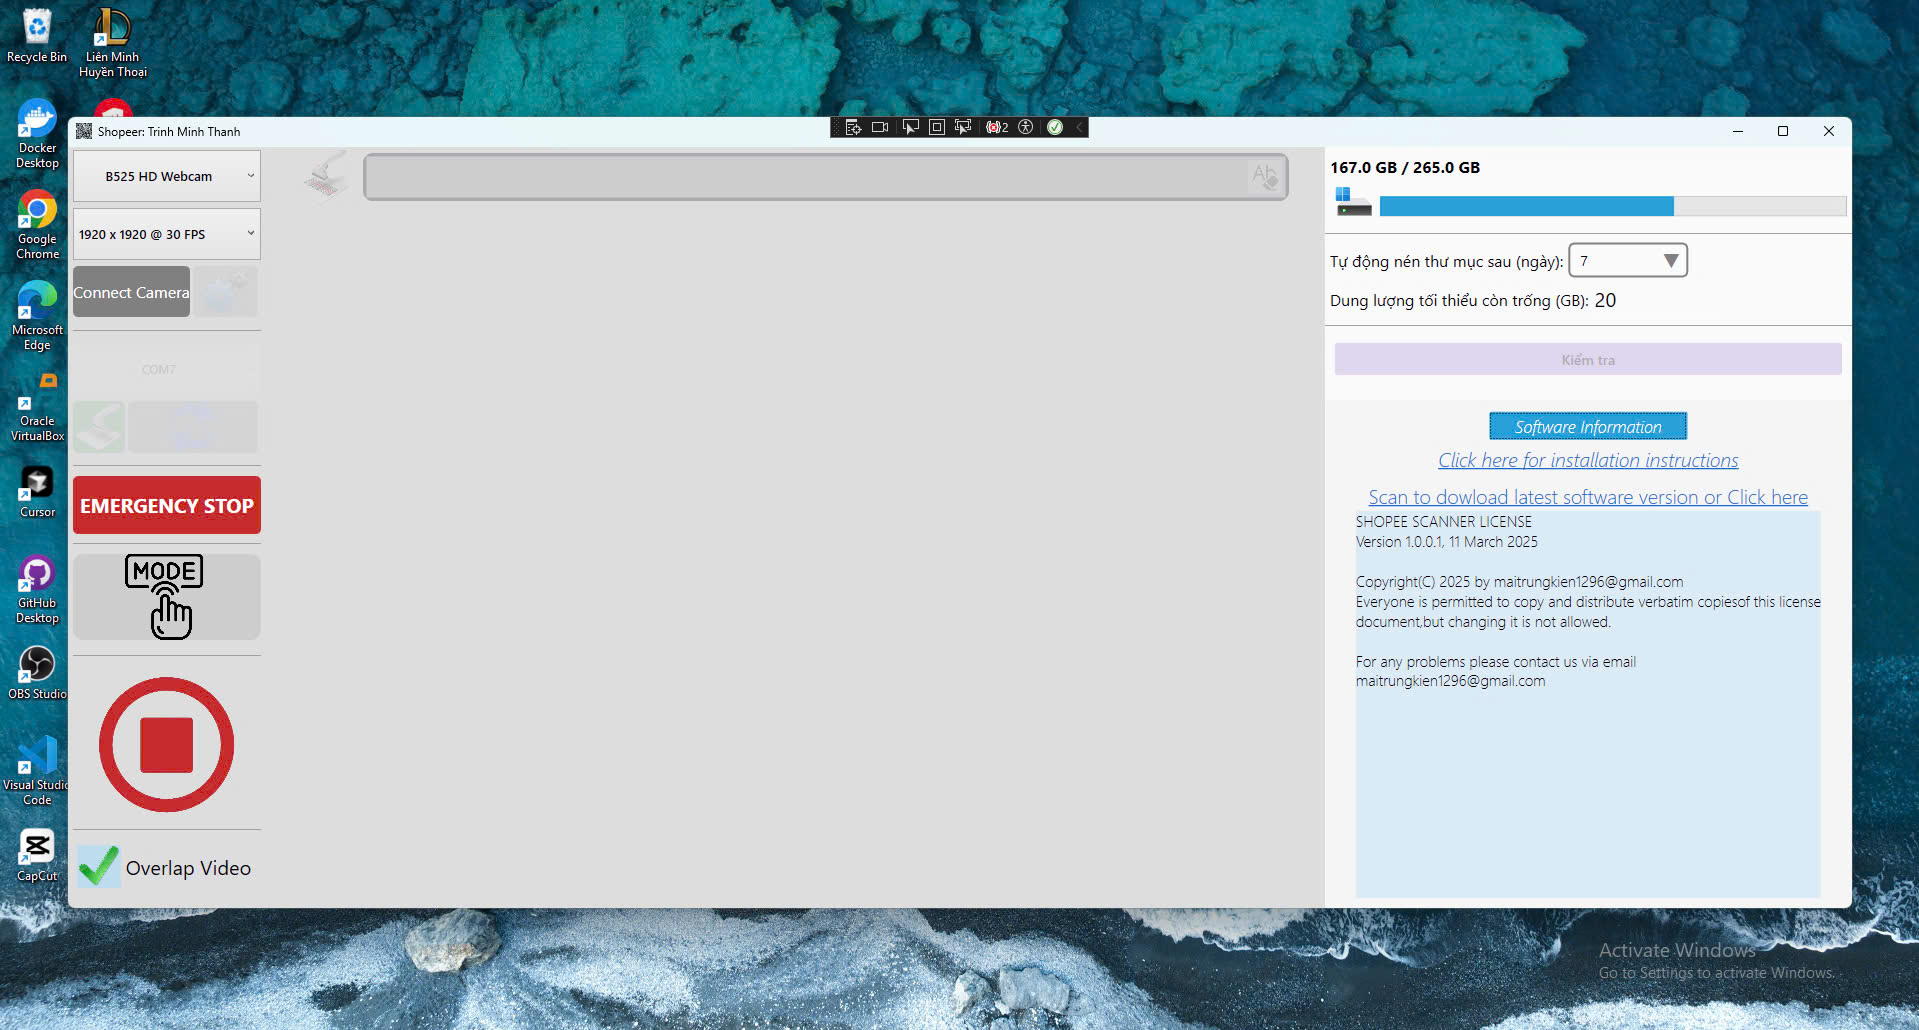 Recycle Bin
Liên Minh
Huyền Thoại
Docker
Desktop
Google
Chrome
Microsoft
Edge
Oracle
VirtualBox
Cursor
GitHub
Desktop
OBS Studio
Visual Studio
Code
CapCut
Shopeer: Trinh Minh Thanh
2
B525 HD Webcam
1920 x 1920 @ 30 FPS
Connect Camera
COM7
EMERGENCY STOP
MODE
Overlap Video
Ab
167.0 GB / 265.0 GB
Tự động nén thư mục sau (ngày): 7
Dung lượng tối thiểu còn trống (GB): 20
Kiểm tra
Software Information
Click here for installation instructions
Scan to dowload latest software version or Click here
SHOPEE SCANNER LICENSE
Version 1.0.0.1, 11 March 2025
Copyright(C) 2025 by maitrungkien1296@gmail.com
Everyone is permitted to copy and distribute verbatim copiesof this license
document,but changing it is not allowed.
For any problems please contact us via email
maitrungkien1296@gmail.com
Activate Windows
Go to Settings to activate Windows.